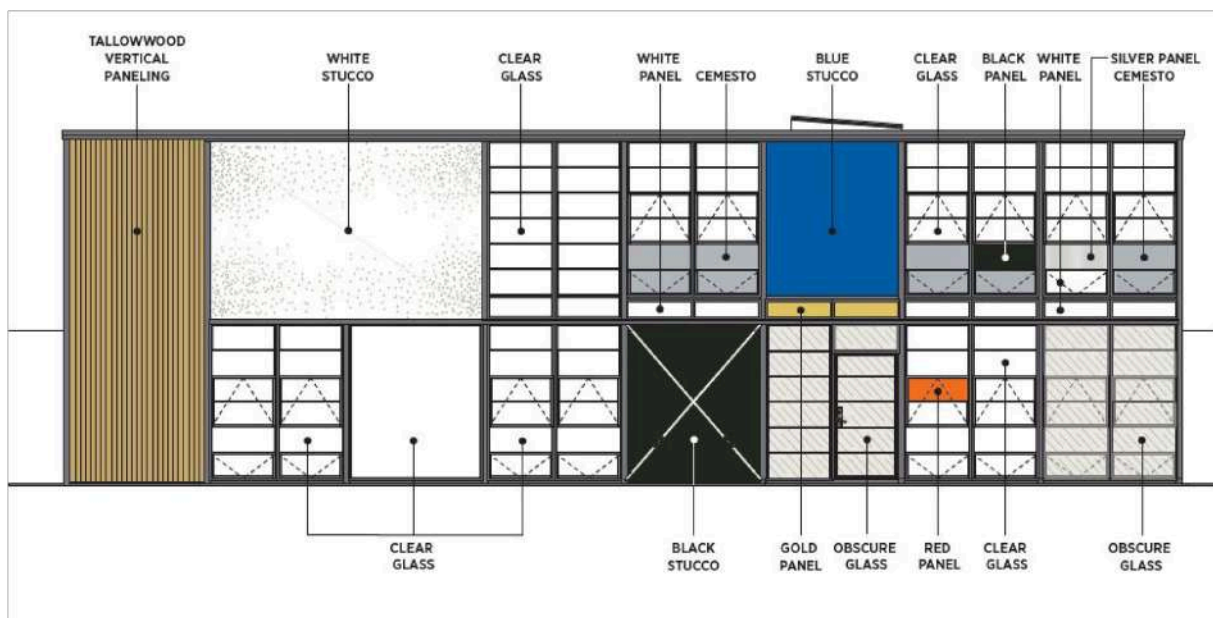 TALLOWWOOD
VERTICAL
PANELING
WHITE
STUCCO
CLEAR
GLASS
WHITE
PANEL
CEMESTO
BLUE
STUCCO
CLEAR
GLASS
BLACK
PANEL
WHITE
PANEL
SILVER PANEL
CEMESTO
CLEAR
GLASS
BLACK
STUCCO
GOLD
PANEL
OBSCURE
GLASS
RED
PANEL
CLEAR
GLASS
OBSCURE
GLASS